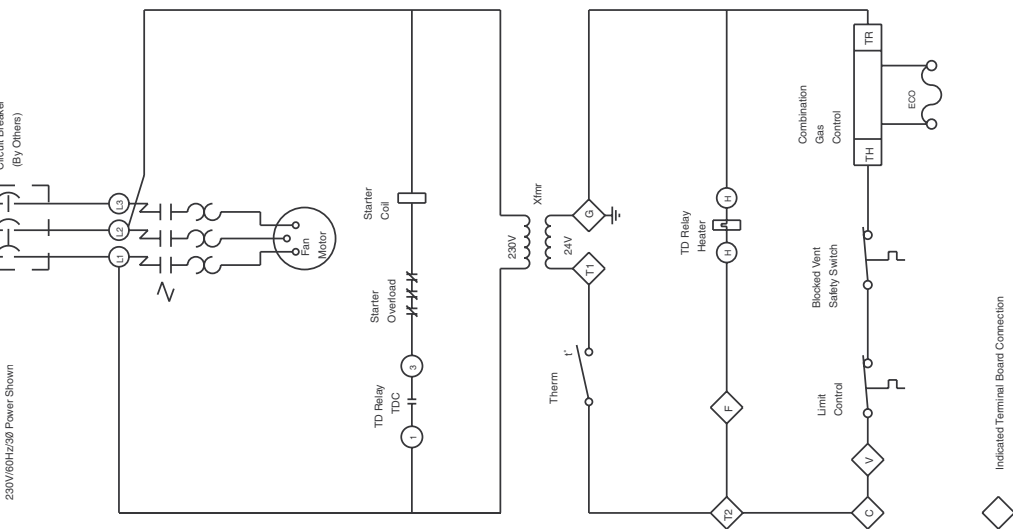 Circuit Breaker
(By Others)
230V/60Hz/3Ø Power Shown
L3
L2
L1
Fan
Motor
Starter
Coil
Starter
Overload
3
TD Relay
TDC
1
Xfmr
230V
24V
G
T1
Therm
t°
TD Relay
Heater
H
H
F
T2
Combination
Gas
Control
TR
TH
ECO
Blocked Vent
Safety Switch
Limit
Control
V
C
Indicated Terminal Board Connection